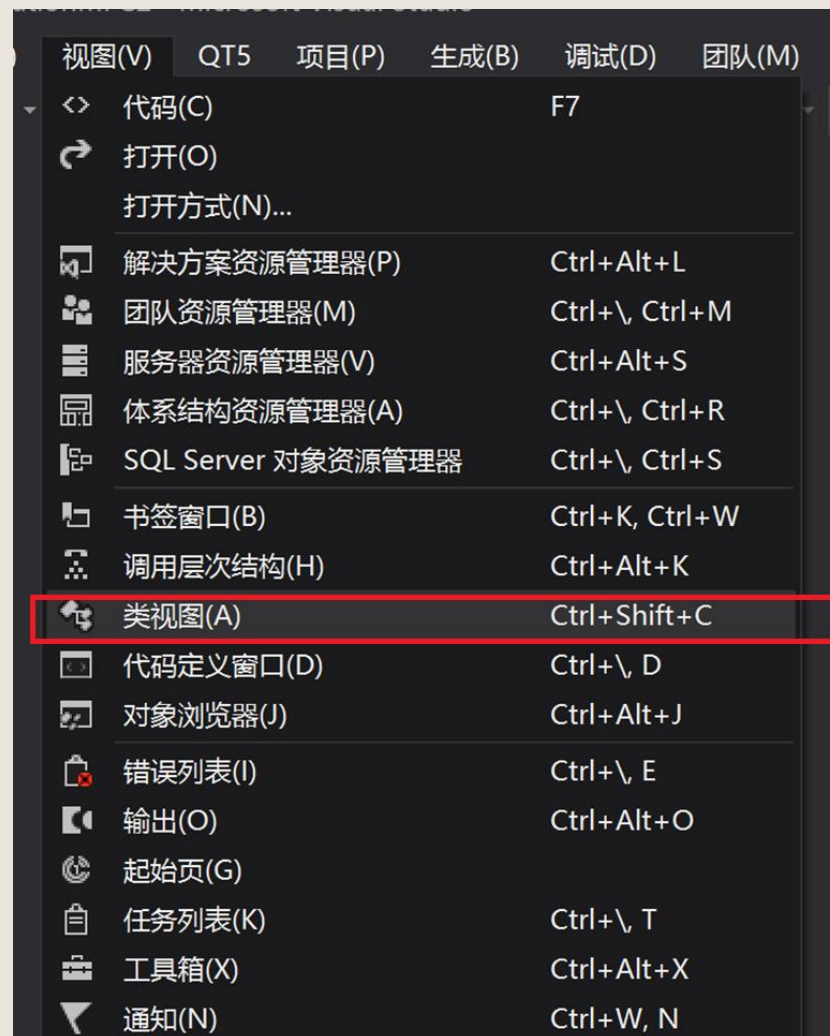 视图(V) QT5 项目(P) 生成(B) 调试(D) 团队(M)
代码(C) F7
打开(O)
打开方式(N)...
解决方案资源管理器(P) Ctrl+Alt+L
团队资源管理器(M) Ctrl+\, Ctrl+M
服务器资源管理器(V) Ctrl+Alt+S
体系结构资源管理器(A) Ctrl+\, Ctrl+R
SQL Server 对象资源管理器 Ctrl+\, Ctrl+S
书签窗口(B) Ctrl+K, Ctrl+W
调用层次结构(H) Ctrl+Alt+K
类视图(A) Ctrl+Shift+C
代码定义窗口(D) Ctrl+\, D
对象浏览器(J) Ctrl+Alt+J
错误列表(I) Ctrl+\, E
输出(O) Ctrl+Alt+O
起始页(G)
任务列表(K) Ctrl+\, T
工具箱(X) Ctrl+Alt+X
通知(N) Ctrl+W, N